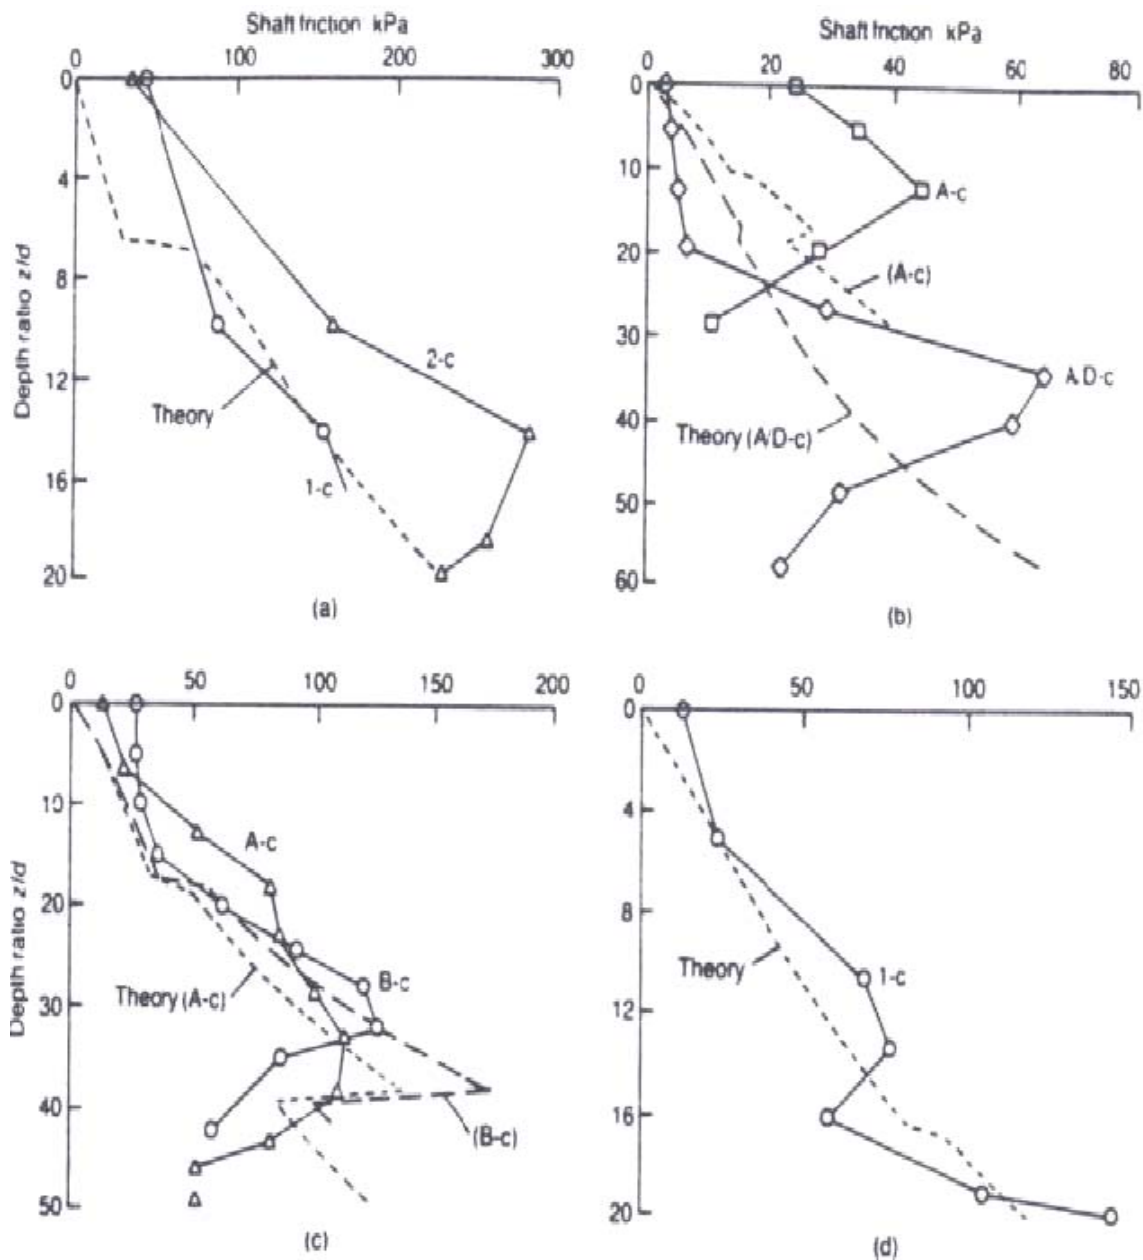 Shaft friction kPa
0 100 200 300
0
4
8
12
16
20
Depth ratio z/d
2-c
Theory
1-c
(a)
Shaft friction kPa
0 20 40 60 80
0
10
20
30
40
50
60
A-c
(A-c)
A/D-c
Theory (A/D-c)
(b)
0 50 100 150 200
0
10
20
30
40
50
Depth ratio z/d
A-c
Theory (A-c)
B-c
(B-c)
(c)
0 50 100 150
0
4
8
12
16
20
Theory
1-c
(d)